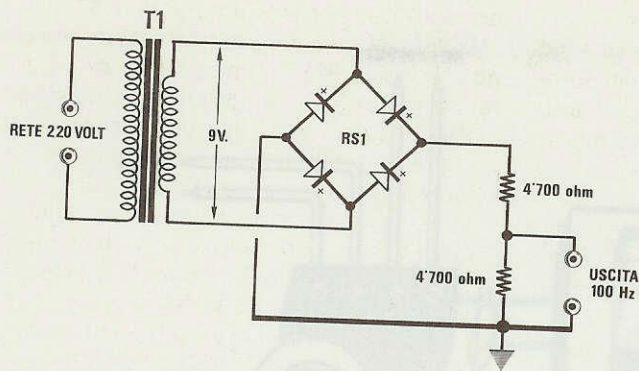 T1
RETE 220 VOLT
9V.
RS1
4'700 ohm
4'700 ohm
USCITA
100 Hz